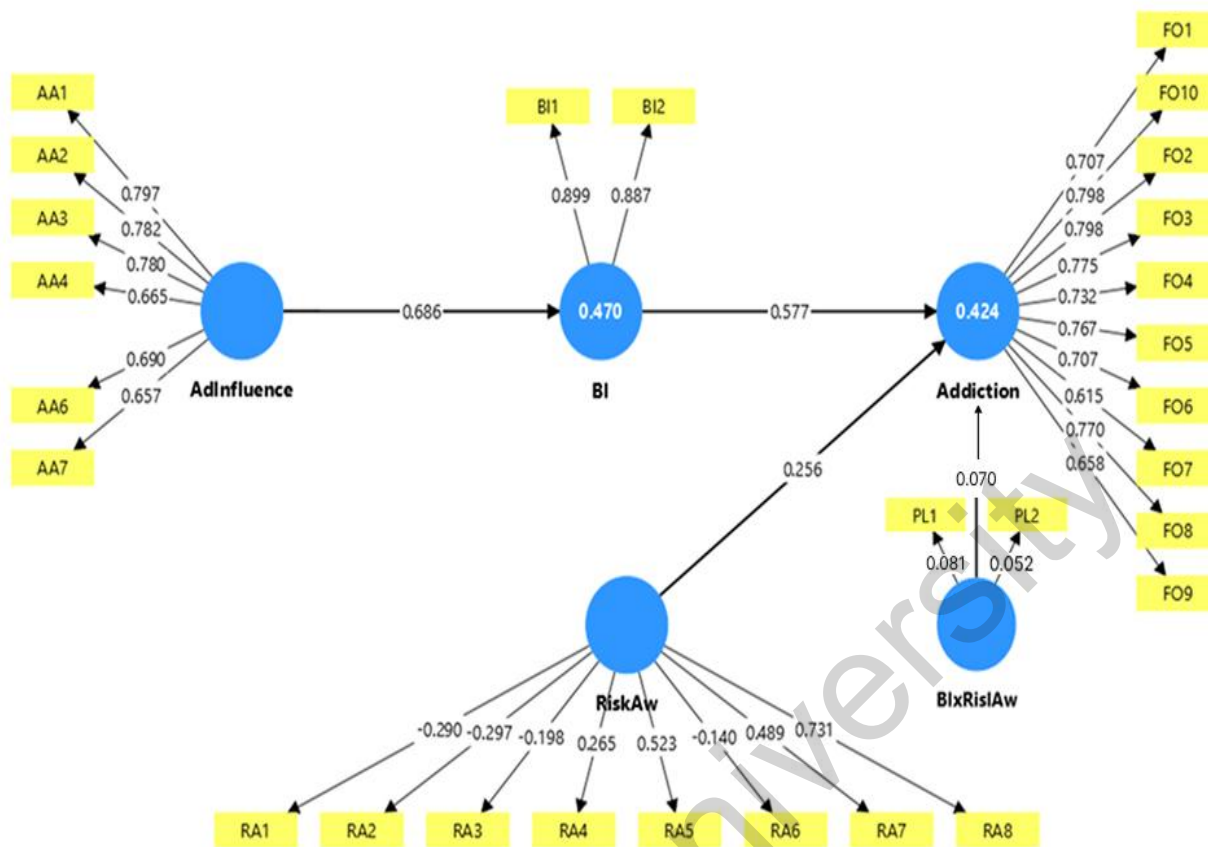 FO1
AA1
FO10
BI1
BI2
AA2
FO2
0.707
0.797
0.899
0.887
0.798
AA3
FO3
0.782
0.798
0.780
0.775
AA4
FO4
0.665
0.732
0.686
0.470
0.577
0.424
0.767
FO5
0.690
0.707
0.657
0.615
AA6
AdInfluence
BI
Addiction
FO6
0.770
0.658
AA7
0.256
0.070
FO7
PL1
PL2
FO8
0.081
0.052
FO9
RiskAw
BIxRislAw
-0.290
-0.297
-0.198
0.265
0.523
-0.140
0.489
0.731
RA1
RA2
RA3
RA4
RA5
RA6
RA7
RA8
niversity